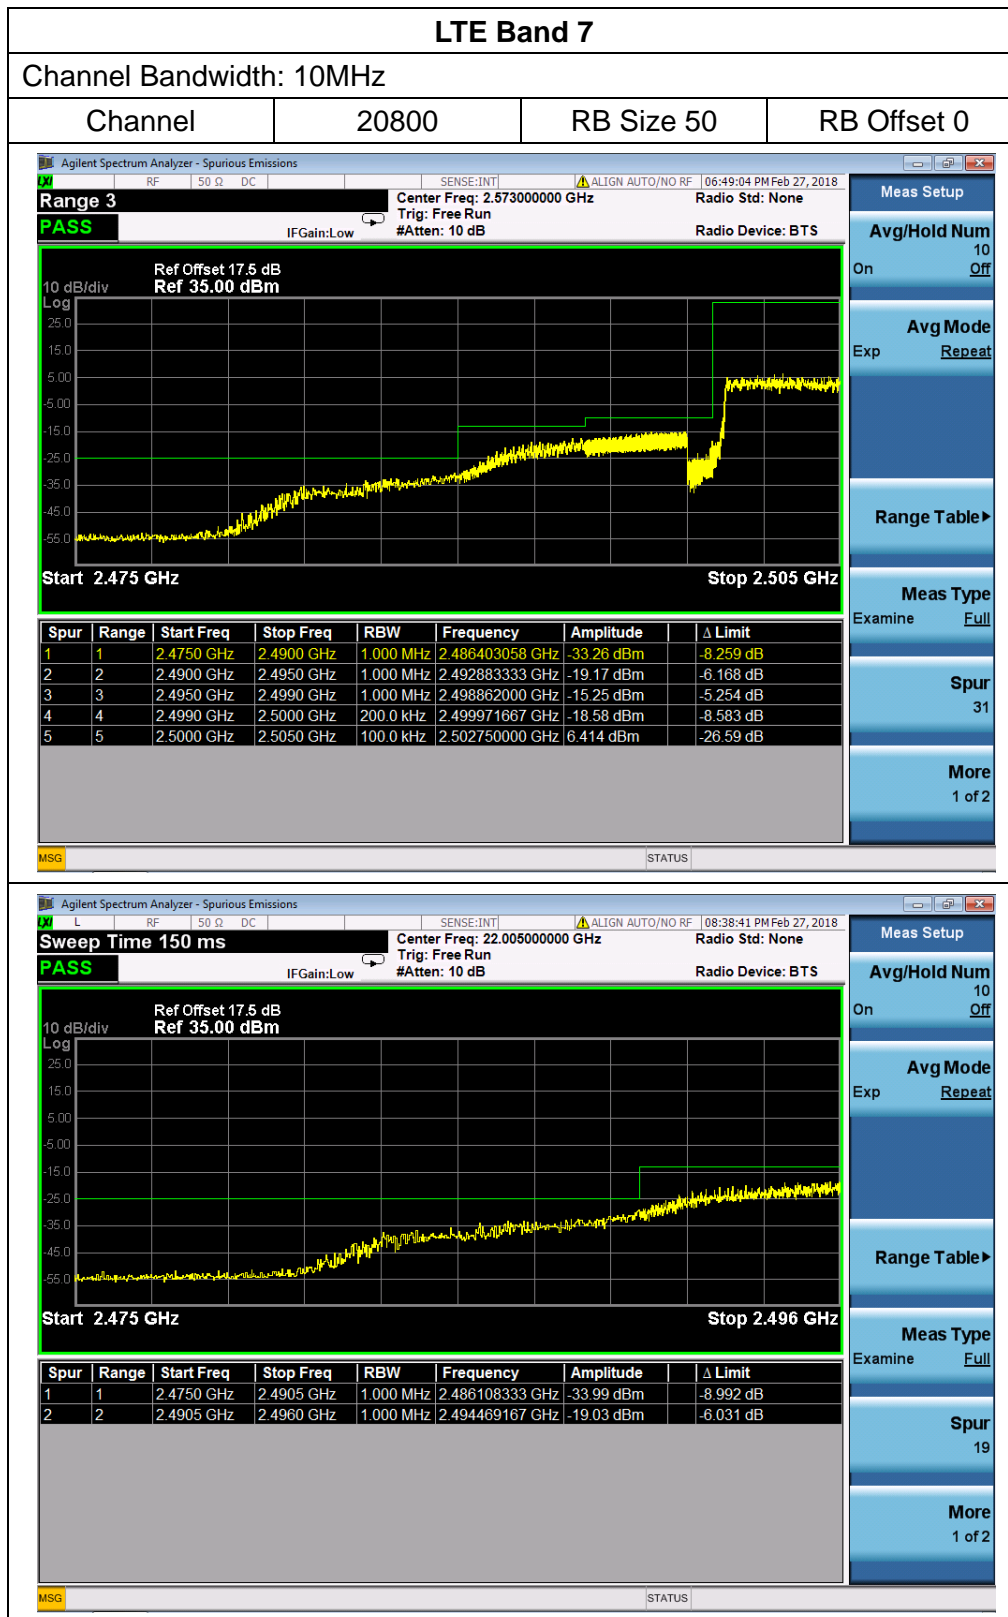 LTE Band 7
Channel Bandwidth: 10MHz
Channel 20800 RB Size 50 RB Offset 0
Agilent Spectrum Analyzer - Spurious Emissions
LXI RF 50 Ω DC SENSE:INT ALIGN AUTO/NO RF 06:49:04 PM Feb 27, 2018
Range 3 Center Freq: 2.573000000 GHz Radio Std: None
Trig: Free Run
PASS IFGain:Low #Atten: 10 dB Radio Device: BTS
Ref Offset 17.5 dB
10 dB/div Ref 35.00 dBm
Log
25.0
15.0
5.00
-5.00
-15.0
-25.0
-35.0
-45.0
-55.0
Start 2.475 GHz Stop 2.505 GHz
Spur Range Start Freq Stop Freq RBW Frequency Amplitude Δ Limit
1 1 2.4750 GHz 2.4900 GHz 1.000 MHz 2.486403058 GHz -33.26 dBm -8.259 dB
2 2 2.4900 GHz 2.4950 GHz 1.000 MHz 2.492883333 GHz -19.17 dBm -6.168 dB
3 3 2.4950 GHz 2.4990 GHz 1.000 MHz 2.498862000 GHz -15.25 dBm -5.254 dB
4 4 2.4990 GHz 2.5000 GHz 200.0 kHz 2.499971667 GHz -18.58 dBm -8.583 dB
5 5 2.5000 GHz 2.5050 GHz 100.0 kHz 2.502750000 GHz 6.414 dBm -26.59 dB
MSG STATUS
Meas Setup
Avg/Hold Num
10
On Off
Avg Mode
Exp Repeat
Range Table
Meas Type
Examine Full
Spur
31
More
1 of 2
Agilent Spectrum Analyzer - Spurious Emissions
LXI L RF 50 Ω DC SENSE:INT ALIGN AUTO/NO RF 08:38:41 PM Feb 27, 2018
Sweep Time 150 ms Center Freq: 22.005000000 GHz Radio Std: None
Trig: Free Run
PASS IFGain:Low #Atten: 10 dB Radio Device: BTS
Ref Offset 17.5 dB
10 dB/div Ref 35.00 dBm
Log
25.0
15.0
5.00
-5.00
-15.0
-25.0
-35.0
-45.0
-55.0
Start 2.475 GHz Stop 2.496 GHz
Spur Range Start Freq Stop Freq RBW Frequency Amplitude Δ Limit
1 1 2.4750 GHz 2.4905 GHz 1.000 MHz 2.486108333 GHz -33.99 dBm -8.992 dB
2 2 2.4905 GHz 2.4960 GHz 1.000 MHz 2.494469167 GHz -19.03 dBm -6.031 dB
MSG STATUS
Meas Setup
Avg/Hold Num
10
On Off
Avg Mode
Exp Repeat
Range Table
Meas Type
Examine Full
Spur
19
More
1 of 2